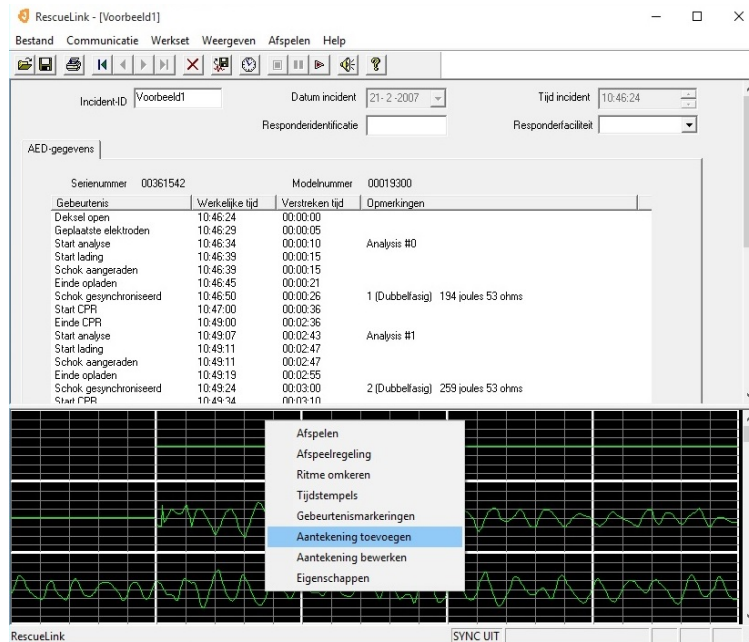 RescueLink - [Voorbeeld1]
Bestand Communicatie Werkset Weergeven Afspelen Help
Incident-ID Voorbeeld1 Datum incident 21- 2 -2007 Tijd incident 10:46:24
Responderidentificatie Responderfaciliteit
AED-gegevens
Serienummer 00361542 Modelnummer 00019300
Gebeurtenis Werkelijke tijd Verstreken tijd Opmerkingen
Deksel open 10:46:24 00:00:00
Geplaatste elektroden 10:46:29 00:00:05
Start analyse 10:46:34 00:00:10 Analysis #0
Start lading 10:46:39 00:00:15
Schok aangeraden 10:46:39 00:00:15
Einde opladen 10:46:45 00:00:21
Schok gesynchroniseerd 10:46:50 00:00:26 1 (Dubbelfasig) 194 joules 53 ohms
Start CPR 10:47:00 00:00:36
Einde CPR 10:49:00 00:02:36
Start analyse 10:49:07 00:02:43 Analysis #1
Start lading 10:49:11 00:02:47
Schok aangeraden 10:49:11 00:02:47
Einde opladen 10:49:19 00:02:55
Schok gesynchroniseerd 10:49:24 00:03:00 2 (Dubbelfasig) 259 joules 53 ohms
Start CPR 10:49:34 00:03:10
Afspelen
Afspeelregeling
Ritme omkeren
Tijdstempels
Gebeurtenismarkeringen
Aantekening toevoegen
Aantekening bewerken
Eigenschappen
RescueLink SYNC UIT